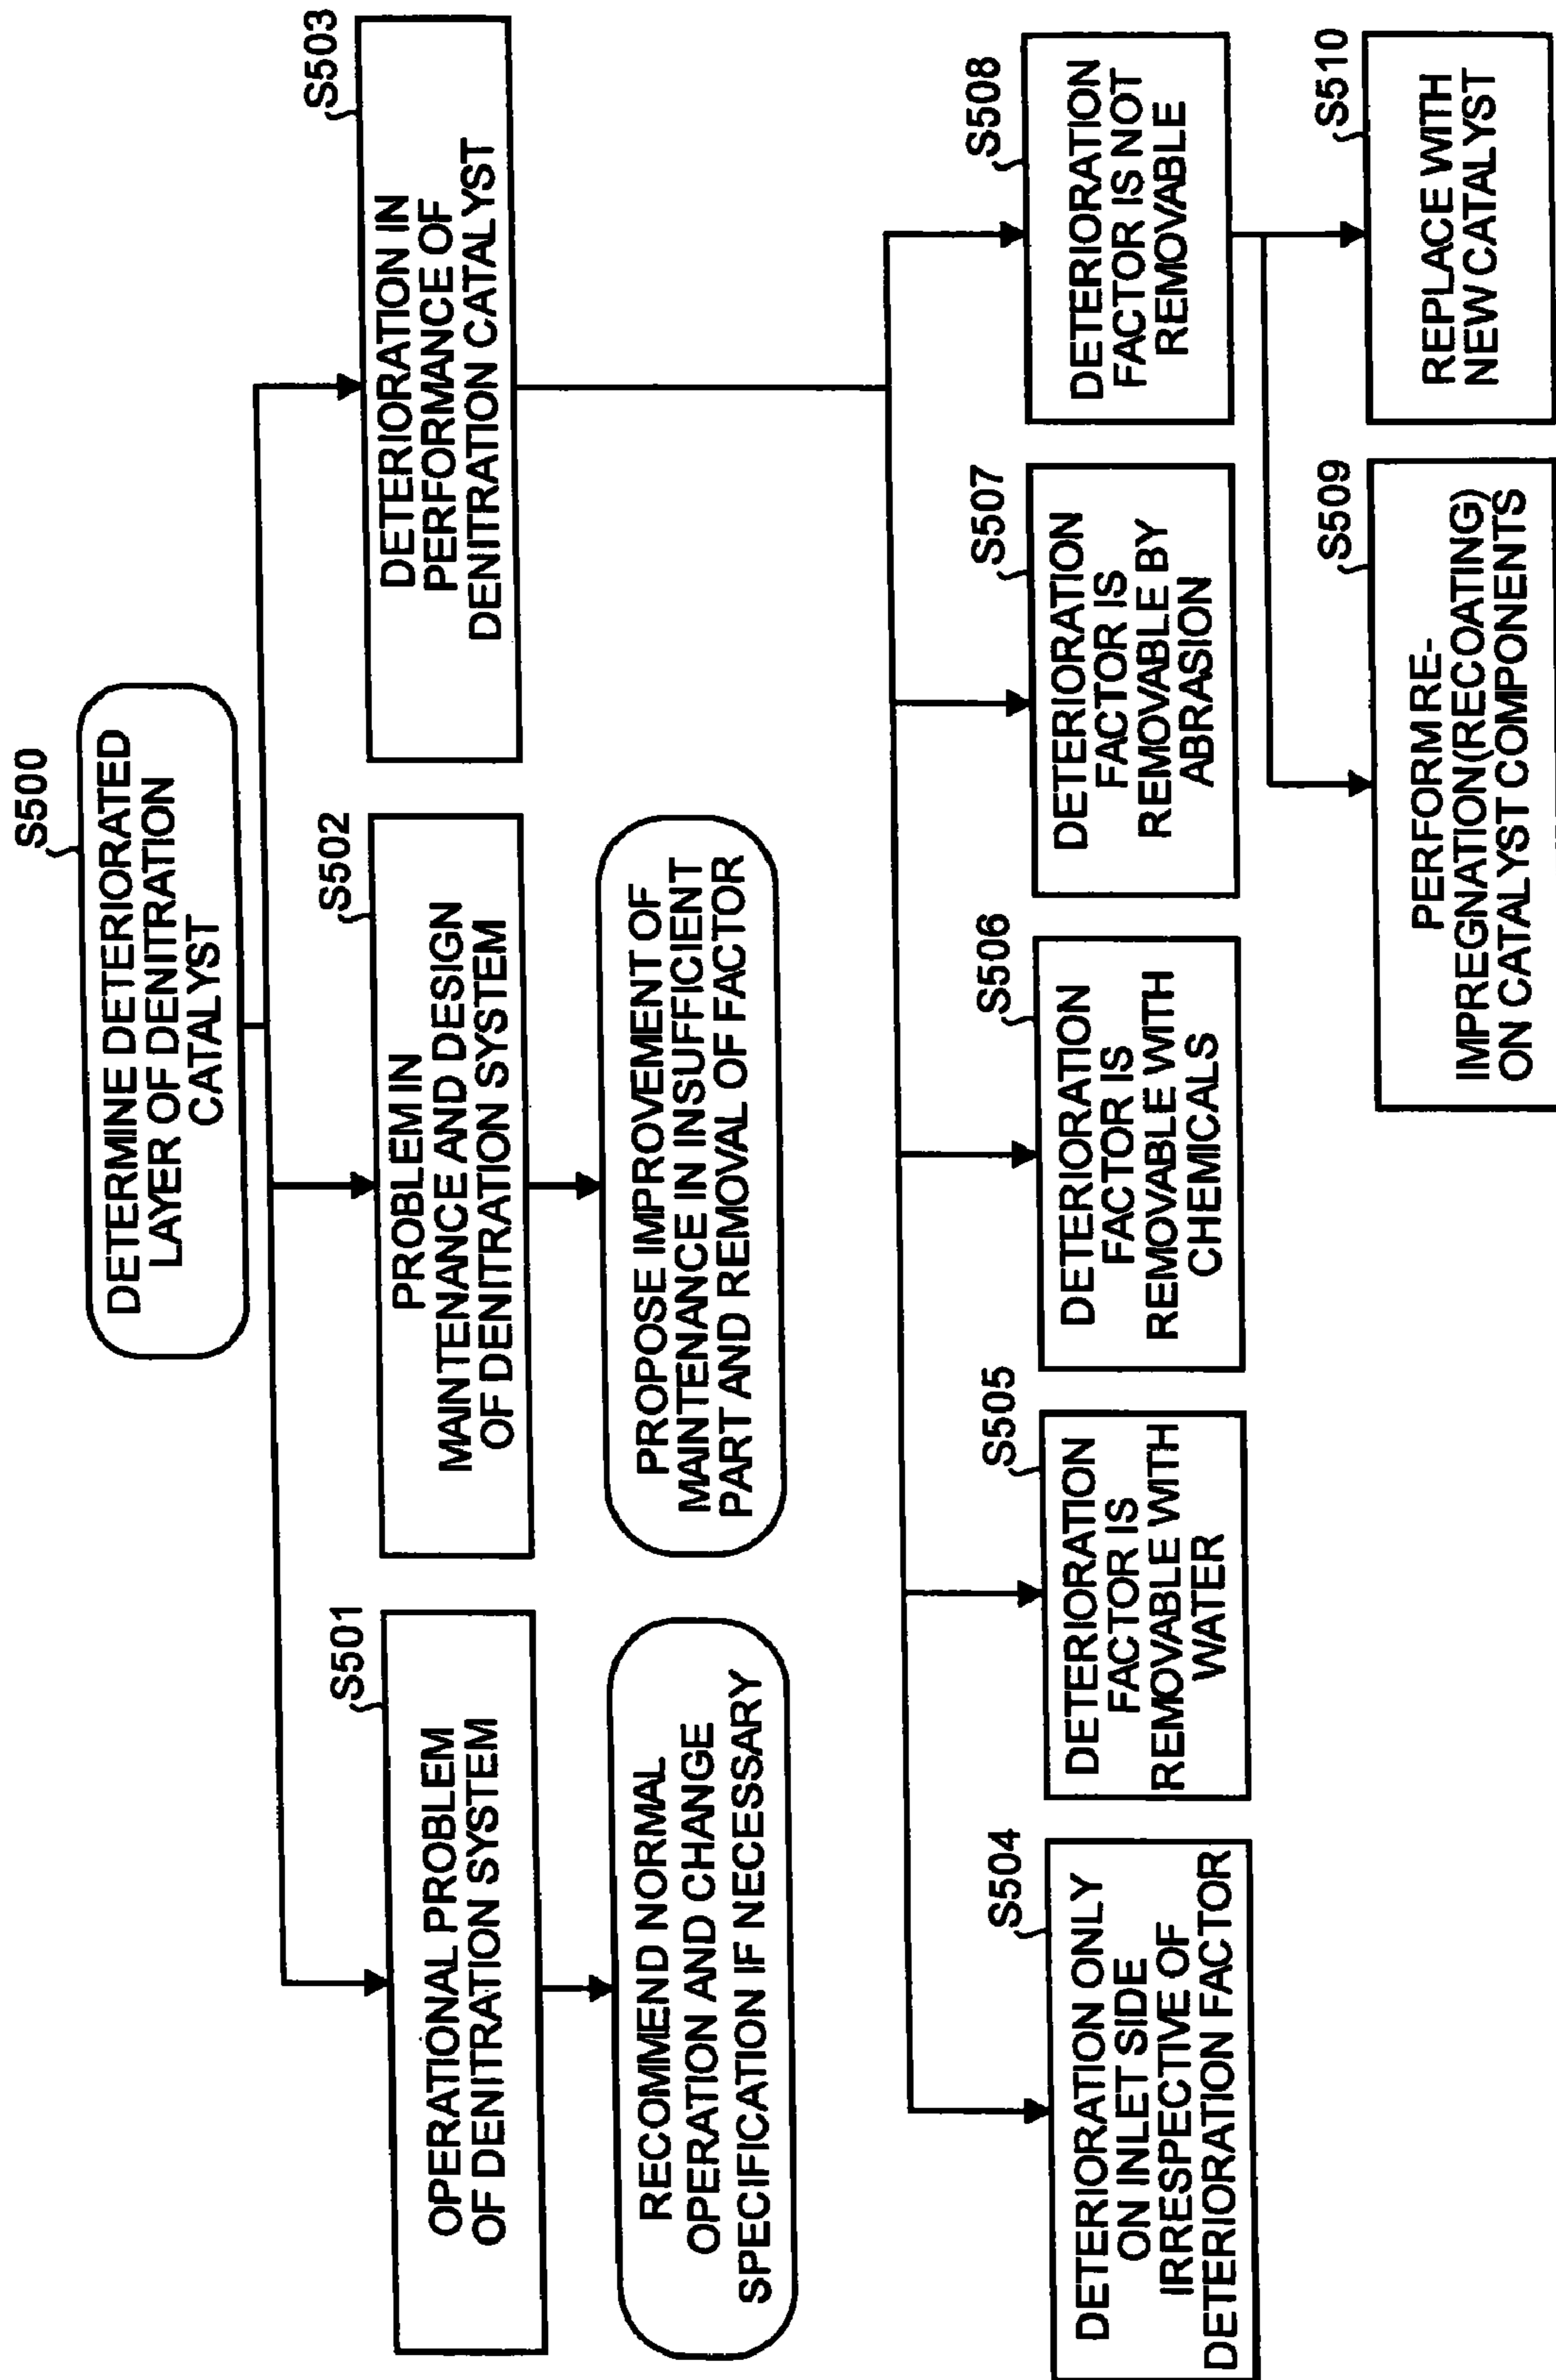 S500
DETERMINE DETERIORATED
LAYER OF DENITRATION
CATALYST
S501
OPERATIONAL PROBLEM
OF DENITRATION SYSTEM
S502
PROBLEM IN
MAINTENANCE AND DESIGN
OF DENITRATION SYSTEM
S503
DETERIORATION IN
PERFORMANCE OF
DENITRATION CATALYST
RECOMMEND NORMAL
OPERATION AND CHANGE
SPECIFICATION IF NECESSARY
PROPOSE IMPROVEMENT OF
MAINTENANCE IN INSUFFICIENT
PART AND REMOVAL OF FACTOR
S504
DETERIORATION ONLY
ON INLET SIDE
IRRESPECTIVE OF
DETERIORATION FACTOR
S505
DETERIORATION
FACTOR IS
REMOVABLE WITH
WATER
S506
DETERIORATION
FACTOR IS
REMOVABLE WITH
CHEMICALS
S507
DETERIORATION
FACTOR IS
REMOVABLE BY
ABRASION
S508
DETERIORATION
FACTOR IS NOT
REMOVABLE
S509
PERFORM RE-
IMPREGNATION(RECOATING)
ON CATALYST COMPONENTS
S510
REPLACE WITH
NEW CATALYST